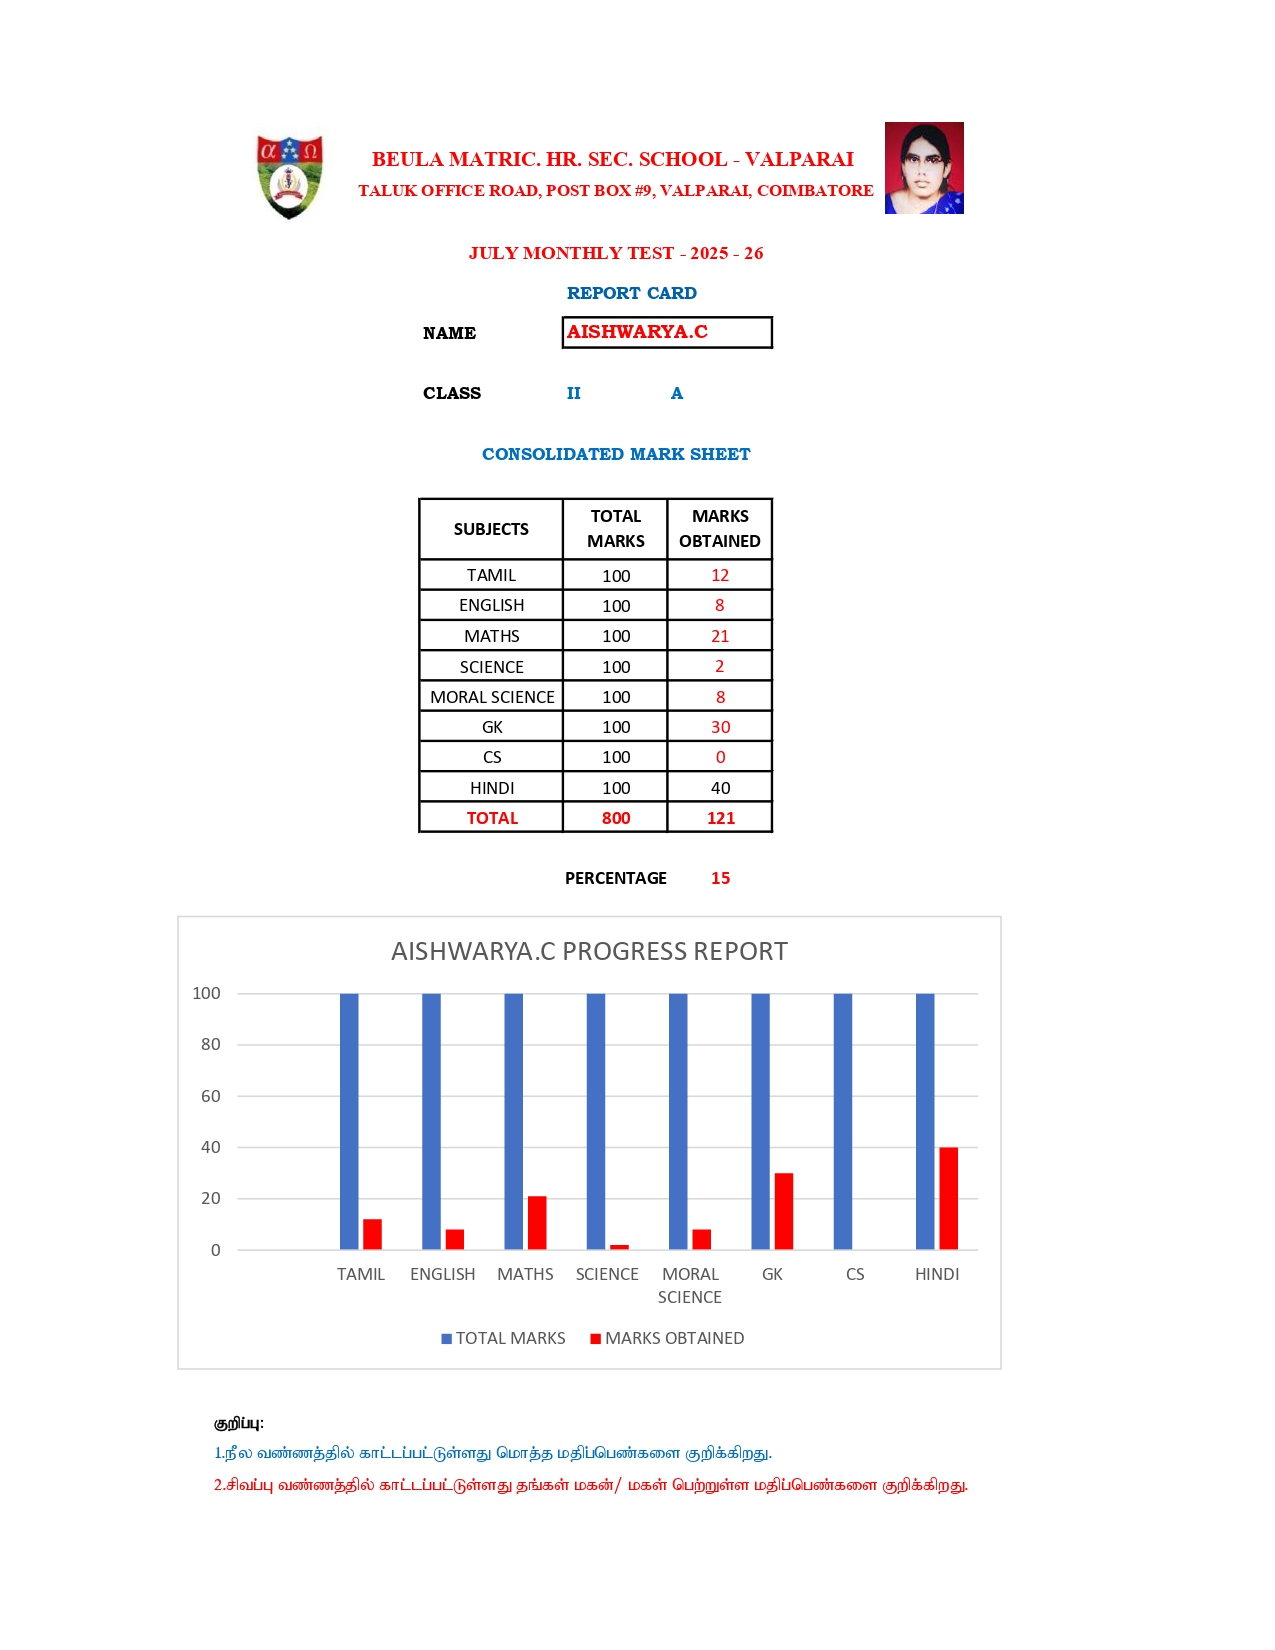 α Ω
BEULA MATRIC. HR. SEC. SCHOOL - VALPARAI
TALUK OFFICE ROAD, POST BOX #9, VALPARAI, COIMBATORE
JULY MONTHLY TEST - 2025 - 26
REPORT CARD
NAME AISHWARYA.C
CLASS II A
CONSOLIDATED MARK SHEET
SUBJECTS TOTAL MARKS MARKS OBTAINED
TAMIL 100 12
ENGLISH 100 8
MATHS 100 21
SCIENCE 100 2
MORAL SCIENCE 100 8
GK 100 30
CS 100 0
HINDI 100 40
TOTAL 800 121
PERCENTAGE 15
AISHWARYA.C PROGRESS REPORT
100
80
60
40
20
0
TAMIL ENGLISH MATHS SCIENCE MORAL SCIENCE GK CS HINDI
TOTAL MARKS MARKS OBTAINED
குறிப்பு:
1.நீல வண்ணத்தில் காட்டப்பட்டுள்ளது மொத்த மதிப்பெண்களை குறிக்கிறது.
2.சிவப்பு வண்ணத்தில் காட்டப்பட்டுள்ளது தங்கள் மகன்/ மகள் பெற்றுள்ள மதிப்பெண்களை குறிக்கிறது.